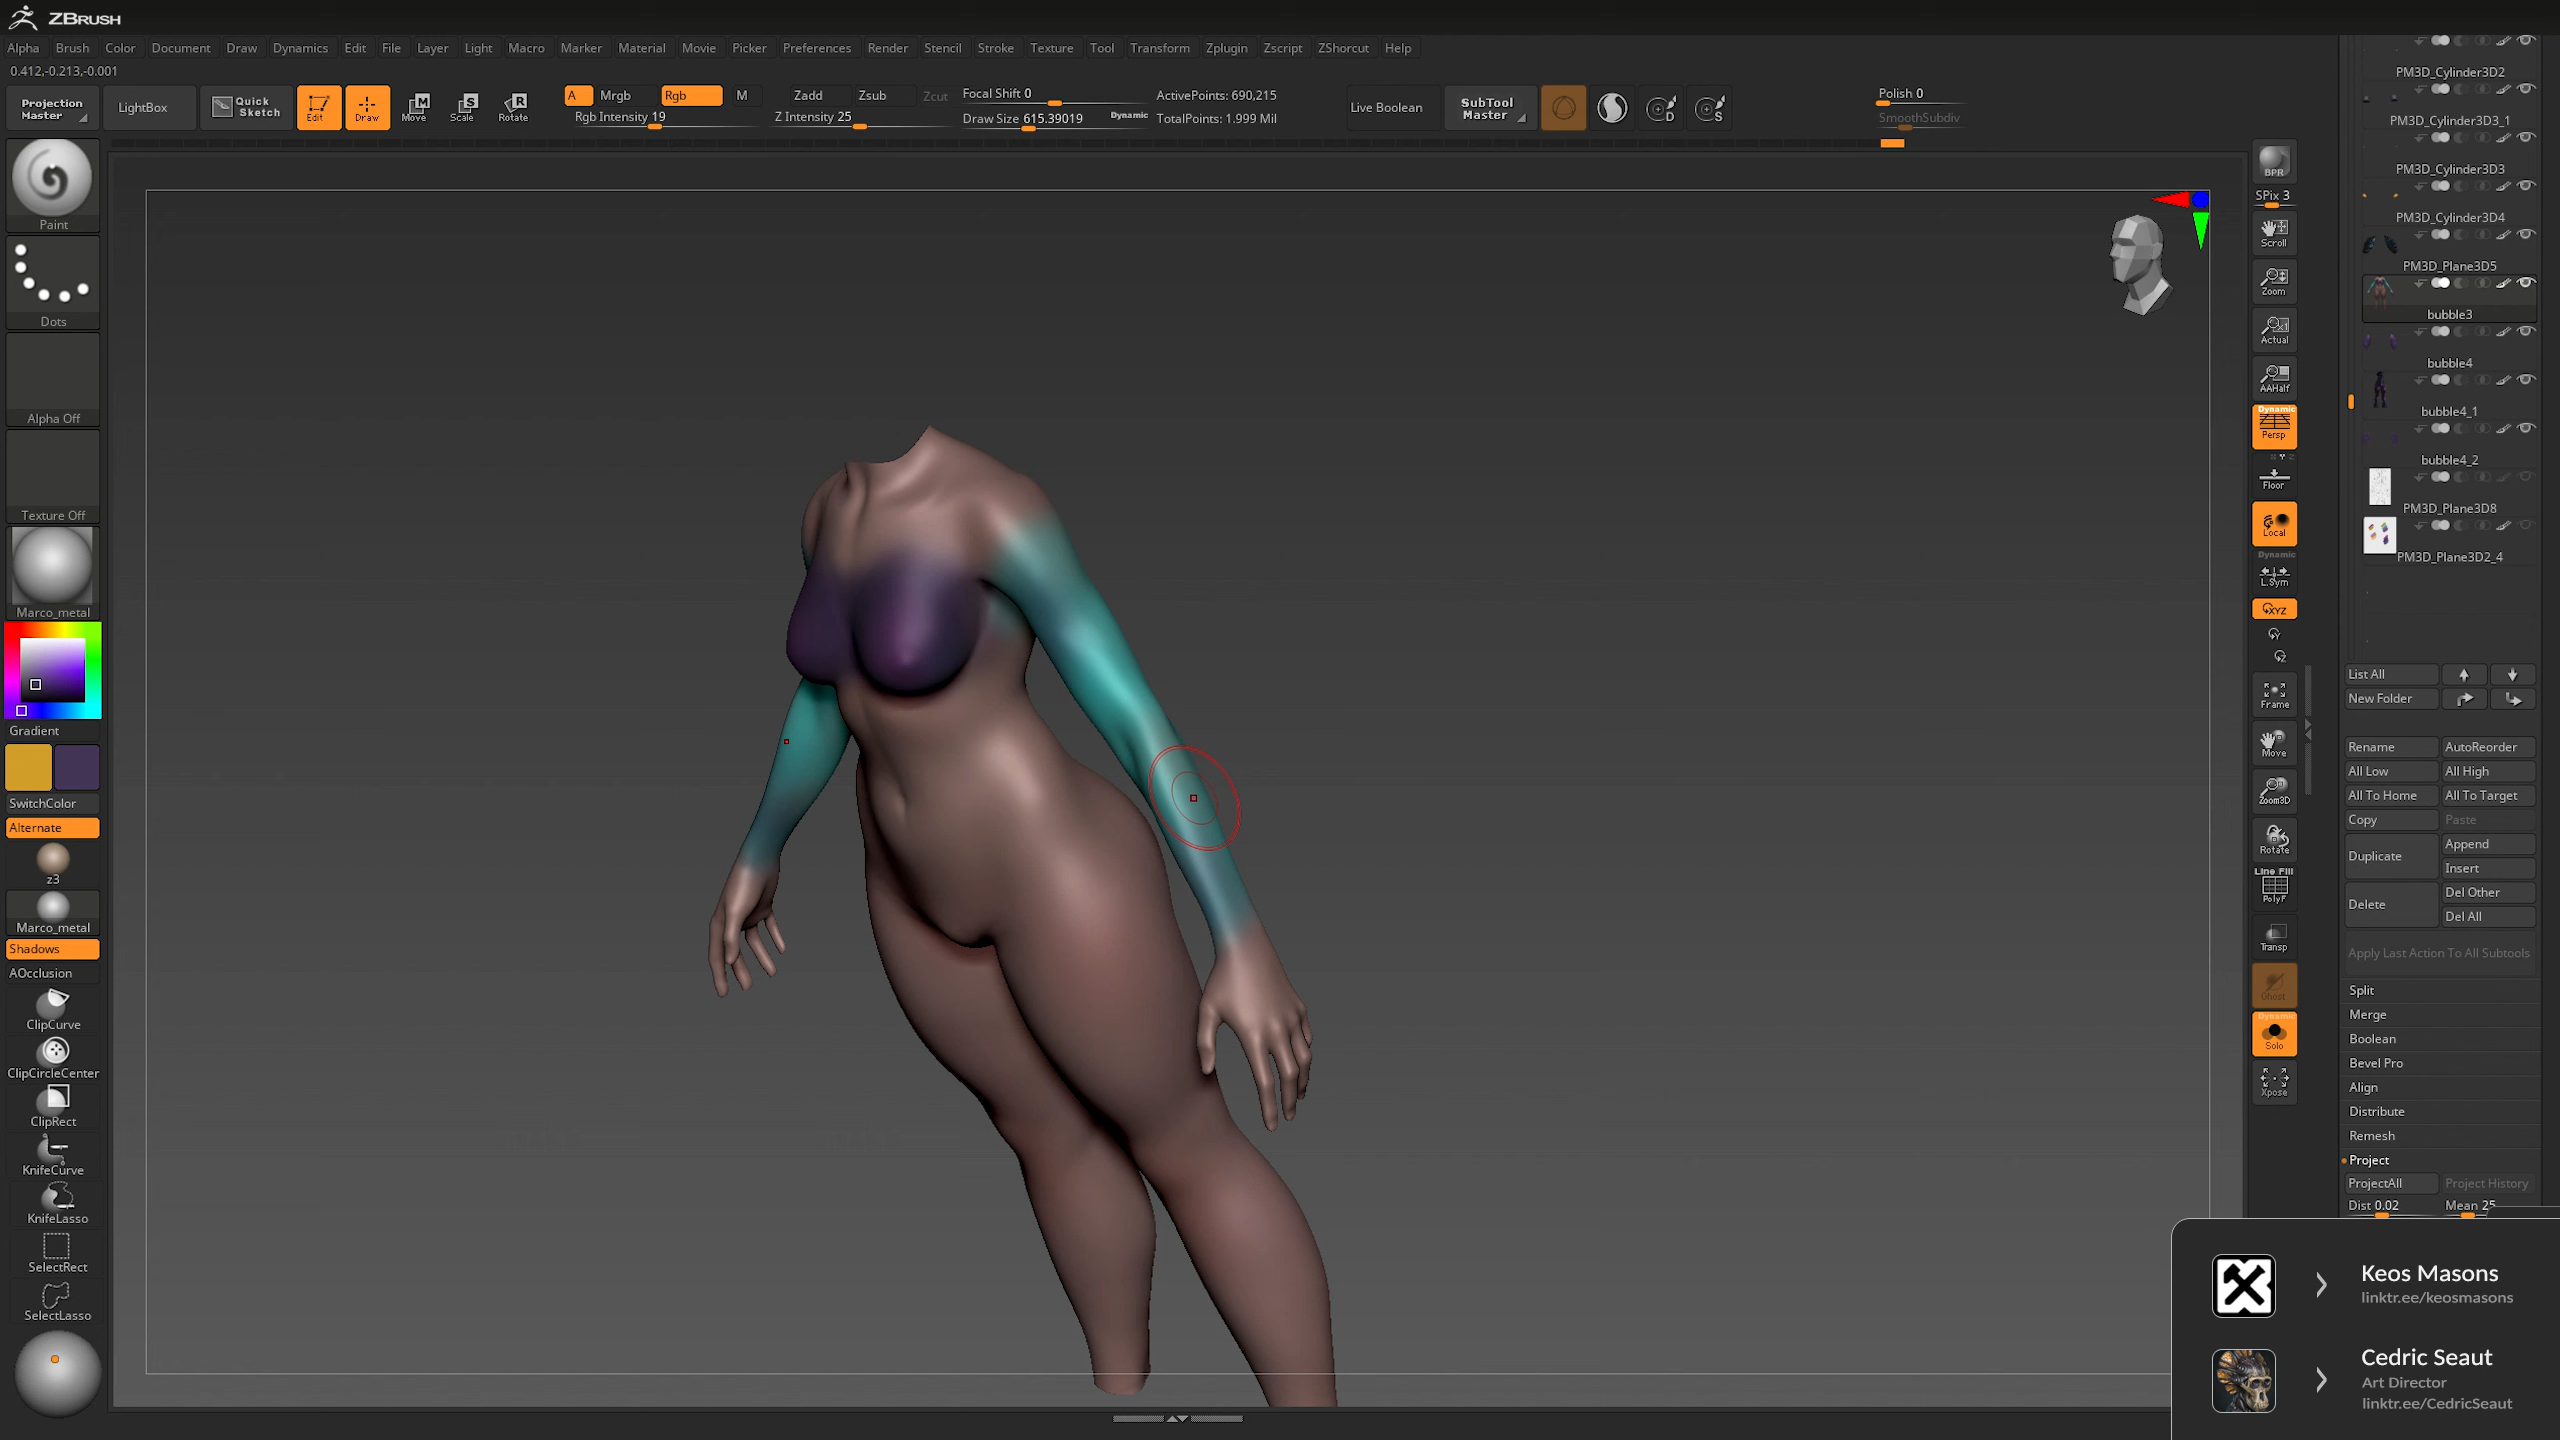 ZBRUSH
Alpha Brush Color Document Draw Dynamics Edit File Layer Light Macro Marker Material Movie Picker Preferences Render Stencil Stroke Texture Tool Transform Zplugin Zscript ZShorcut Help
0.412,-0.213,-0.001
Projection Master
LightBox
Quick Sketch
Edit
Draw
Move
Scale
Rotate
A
Mrgb
Rgb
M
Rgb Intensity 19
Zadd
Zsub
Zcut
Z Intensity 25
Focal Shift 0
Draw Size 615.39019
Dynamic
ActivePoints: 690,215
TotalPoints: 1.999 Mil
Live Boolean
SubTool Master
D
S
Polish 0
SmoothSubdiv
Paint
Dots
Alpha Off
Texture Off
Marco_metal
Gradient
SwitchColor
Alternate
z3
Marco_metal
Shadows
AOcclusion
ClipCurve
ClipCircleCenter
ClipRect
KnifeCurve
KnifeLasso
SelectRect
SelectLasso
BPR
SPix 3
Scroll
Zoom
Actual
AAHalf
Dynamic
Persp
Floor
Local
Dynamic
L.Sym
XYZ
Y
Z
Frame
Move
Zoom3D
Rotate
Line Fill
PolyF
Transp
Ghost
Dynamic
Solo
Xpose
PM3D_Cylinder3D2
PM3D_Cylinder3D3_1
PM3D_Cylinder3D3
PM3D_Cylinder3D4
PM3D_Plane3D5
bubble3
bubble4
bubble4_1
bubble4_2
PM3D_Plane3D8
PM3D_Plane3D2_4
List All
New Folder
Rename AutoReorder
All Low All High
All To Home All To Target
Copy Paste
Duplicate Append
Insert
Delete Del Other
Del All
Apply Last Action To All Subtools
Split
Merge
Boolean
Bevel Pro
Align
Distribute
Remesh
Project
ProjectAll Project History
Dist 0.02 Mean 25
Keos Masons
linktr.ee/keosmasons
Cedric Seaut
Art Director
linktr.ee/CedricSeaut